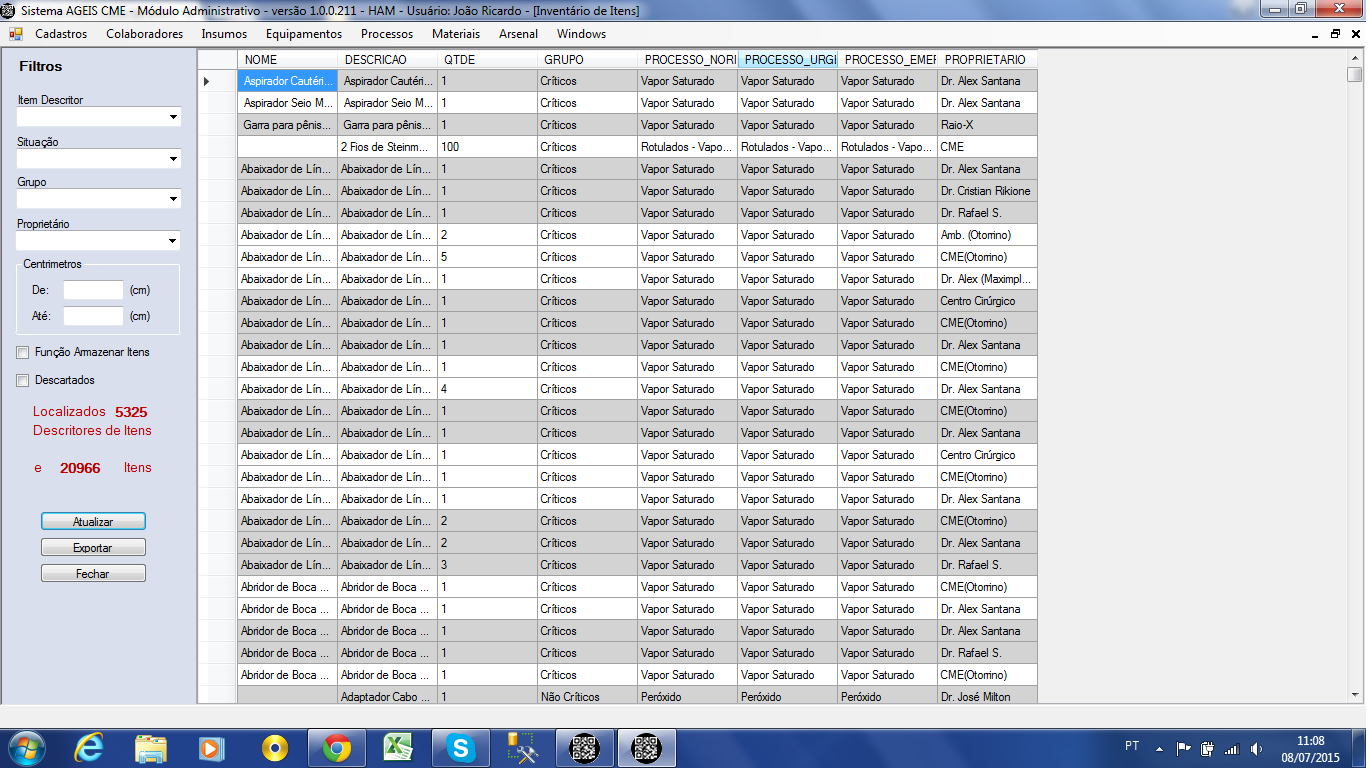 Sistema AGEIS CME - Módulo Administrativo - versão 1.0.0.211 - HAM - Usuário: João Ricardo - [Inventário de Itens]
Cadastros Colaboradores Insumos Equipamentos Processos Materiais Arsenal Windows
Filtros
Item Descritor
Situação
Grupo
Proprietário
Centrimetros
De: (cm)
Até: (cm)
Função Armazenar Itens
Descartados
Localizados 5325
Descritores de Itens
e 20966 Itens
Atualizar
Exportar
Fechar
NOME DESCRICAO QTDE GRUPO PROCESSO_NORI PROCESSO_URGI PROCESSO_EMEF PROPRIETARIO
Aspirador Cautéri... Aspirador Cautéri... 1 Críticos Vapor Saturado Vapor Saturado Vapor Saturado Dr. Alex Santana
Aspirador Seio M... Aspirador Seio M... 1 Críticos Vapor Saturado Vapor Saturado Vapor Saturado Dr. Alex Santana
Garra para pênis... Garra para pênis... 1 Críticos Vapor Saturado Vapor Saturado Vapor Saturado Raio-X
2 Fios de Steinm... 100 Críticos Rotulados - Vapo... Rotulados - Vapo... Rotulados - Vapo... CME
Abaixador de Lín... Abaixador de Lín... 1 Críticos Vapor Saturado Vapor Saturado Vapor Saturado Dr. Alex Santana
Abaixador de Lín... Abaixador de Lín... 1 Críticos Vapor Saturado Vapor Saturado Vapor Saturado Dr. Cristian Rikione
Abaixador de Lín... Abaixador de Lín... 1 Críticos Vapor Saturado Vapor Saturado Vapor Saturado Dr. Rafael S.
Abaixador de Lín... Abaixador de Lín... 2 Críticos Vapor Saturado Vapor Saturado Vapor Saturado Amb. (Otorrino)
Abaixador de Lín... Abaixador de Lín... 5 Críticos Vapor Saturado Vapor Saturado Vapor Saturado CME(Otorrino)
Abaixador de Lín... Abaixador de Lín... 1 Críticos Vapor Saturado Vapor Saturado Vapor Saturado Dr. Alex (Maximpl...
Abaixador de Lín... Abaixador de Lín... 1 Críticos Vapor Saturado Vapor Saturado Vapor Saturado Centro Cirúrgico
Abaixador de Lín... Abaixador de Lín... 1 Críticos Vapor Saturado Vapor Saturado Vapor Saturado CME(Otorrino)
Abaixador de Lín... Abaixador de Lín... 1 Críticos Vapor Saturado Vapor Saturado Vapor Saturado Dr. Alex Santana
Abaixador de Lín... Abaixador de Lín... 1 Críticos Vapor Saturado Vapor Saturado Vapor Saturado CME(Otorrino)
Abaixador de Lín... Abaixador de Lín... 4 Críticos Vapor Saturado Vapor Saturado Vapor Saturado Dr. Alex Santana
Abaixador de Lín... Abaixador de Lín... 1 Críticos Vapor Saturado Vapor Saturado Vapor Saturado CME(Otorrino)
Abaixador de Lín... Abaixador de Lín... 1 Críticos Vapor Saturado Vapor Saturado Vapor Saturado Dr. Alex Santana
Abaixador de Lín... Abaixador de Lín... 1 Críticos Vapor Saturado Vapor Saturado Vapor Saturado Centro Cirúrgico
Abaixador de Lín... Abaixador de Lín... 1 Críticos Vapor Saturado Vapor Saturado Vapor Saturado CME(Otorrino)
Abaixador de Lín... Abaixador de Lín... 1 Críticos Vapor Saturado Vapor Saturado Vapor Saturado Dr. Alex Santana
Abaixador de Lín... Abaixador de Lín... 2 Críticos Vapor Saturado Vapor Saturado Vapor Saturado CME(Otorrino)
Abaixador de Lín... Abaixador de Lín... 2 Críticos Vapor Saturado Vapor Saturado Vapor Saturado Dr. Alex Santana
Abaixador de Lín... Abaixador de Lín... 3 Críticos Vapor Saturado Vapor Saturado Vapor Saturado Dr. Rafael S.
Abridor de Boca ... Abridor de Boca ... 1 Críticos Vapor Saturado Vapor Saturado Vapor Saturado CME(Otorrino)
Abridor de Boca ... Abridor de Boca ... 1 Críticos Vapor Saturado Vapor Saturado Vapor Saturado Dr. Alex Santana
Abridor de Boca ... Abridor de Boca ... 1 Críticos Vapor Saturado Vapor Saturado Vapor Saturado Dr. Alex Santana
Abridor de Boca ... Abridor de Boca ... 1 Críticos Vapor Saturado Vapor Saturado Vapor Saturado Dr. Rafael S.
Abridor de Boca ... Abridor de Boca ... 1 Críticos Vapor Saturado Vapor Saturado Vapor Saturado CME(Otorrino)
Adaptador Cabo ... 1 Não Críticos Peróxido Peróxido Peróxido Dr. José Milton
PT
11:08
08/07/2015